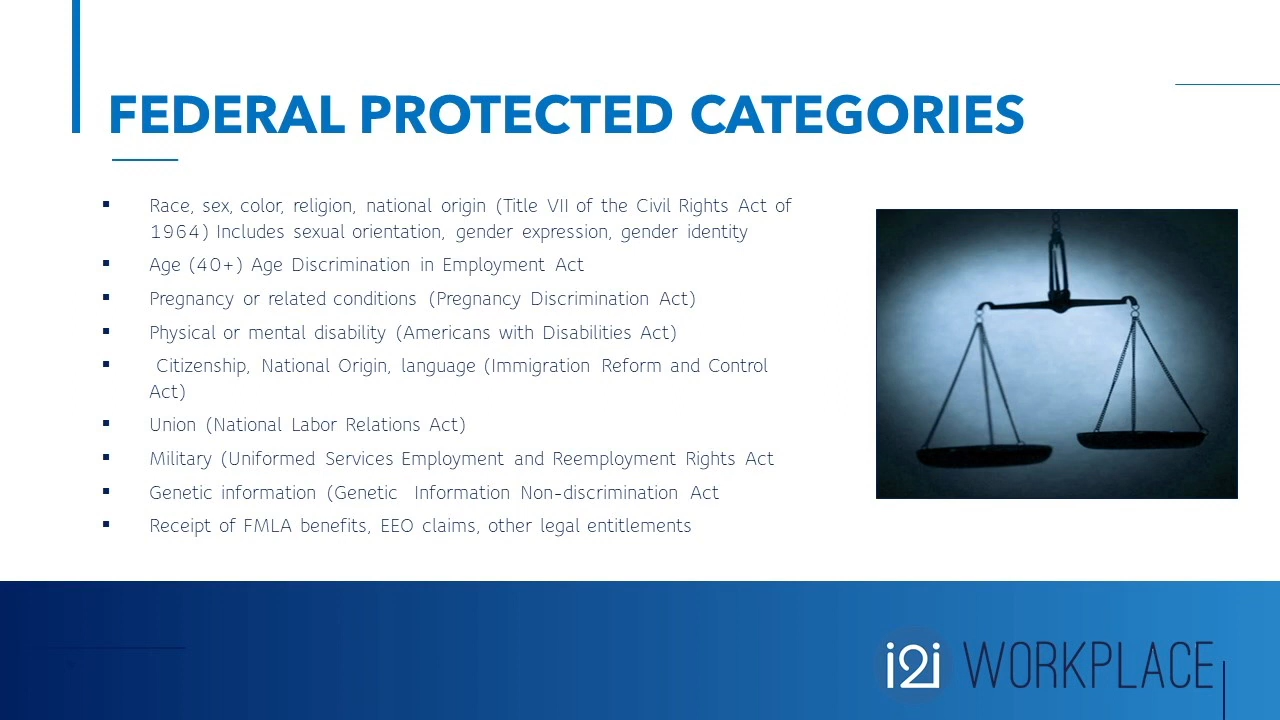 FEDERAL PROTECTED CATEGORIES
Race, sex, color, religion, national origin (Title VII of the Civil Rights Act of
1964) Includes sexual orientation, gender expression, gender identity
Age (40+) Age Discrimination in Employment Act
Pregnancy or related conditions (Pregnancy Discrimination Act)
Physical or mental disability (Americans with Disabilities Act)
Citizenship, National Origin, language (Immigration Reform and Control
Act)
Union (National Labor Relations Act)
Military (Uniformed Services Employment and Reemployment Rights Act
Genetic information (Genetic Information Non-discrimination Act
Receipt of FMLA benefits, EEO claims, other legal entitlements
i2i WORKPLACE